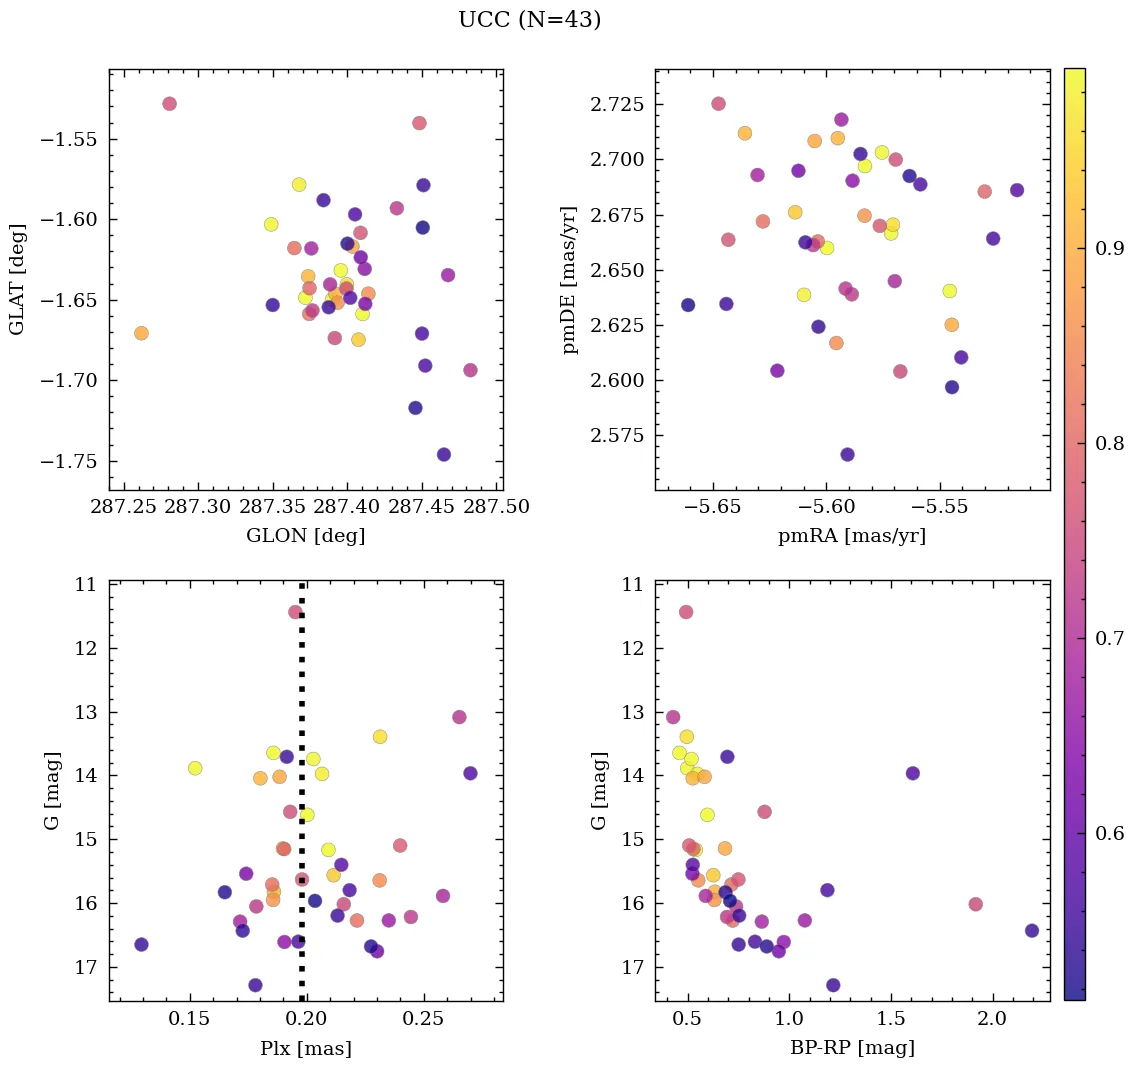 UCC (N=43)
−1.55
−1.60
−1.65
−1.70
−1.75
GLAT [deg]
287.25 287.30 287.35 287.40 287.45 287.50
GLON [deg]
2.725
2.700
2.675
2.650
2.625
2.600
2.575
pmDE [mas/yr]
−5.65 −5.60 −5.55
pmRA [mas/yr]
0.9
0.8
0.7
0.6
11
12
13
14
15
16
17
G [mag]
0.15 0.20 0.25
Plx [mas]
11
12
13
14
15
16
17
G [mag]
0.5 1.0 1.5 2.0
BP-RP [mag]